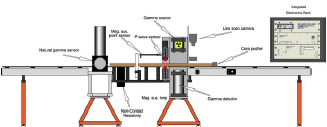 Gamma source
Integrated
Electronics Rack
Mag. sus.
point sensor
Line scan camera
P-wave sensor
Core pusher
Natural gamma sensor
Non-Contact
Resistivity
Mag. sus. loop
Gamma detector